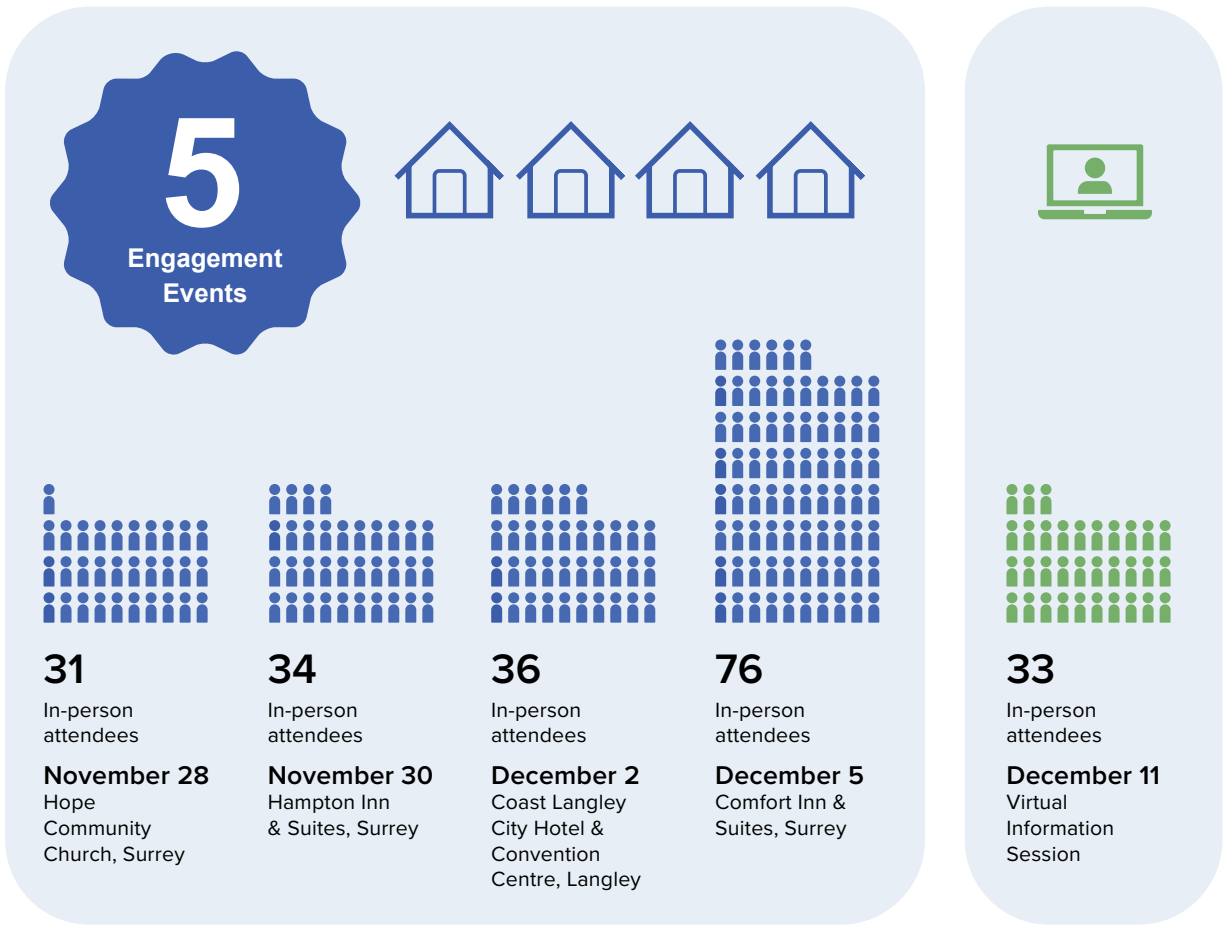 5
Engagement
Events
31
In-person
attendees
November 28
Hope
Community
Church, Surrey
34
In-person
attendees
November 30
Hampton Inn
& Suites, Surrey
36
In-person
attendees
December 2
Coast Langley
City Hotel &
Convention
Centre, Langley
76
In-person
attendees
December 5
Comfort Inn &
Suites, Surrey
33
In-person
attendees
December 11
Virtual
Information
Session